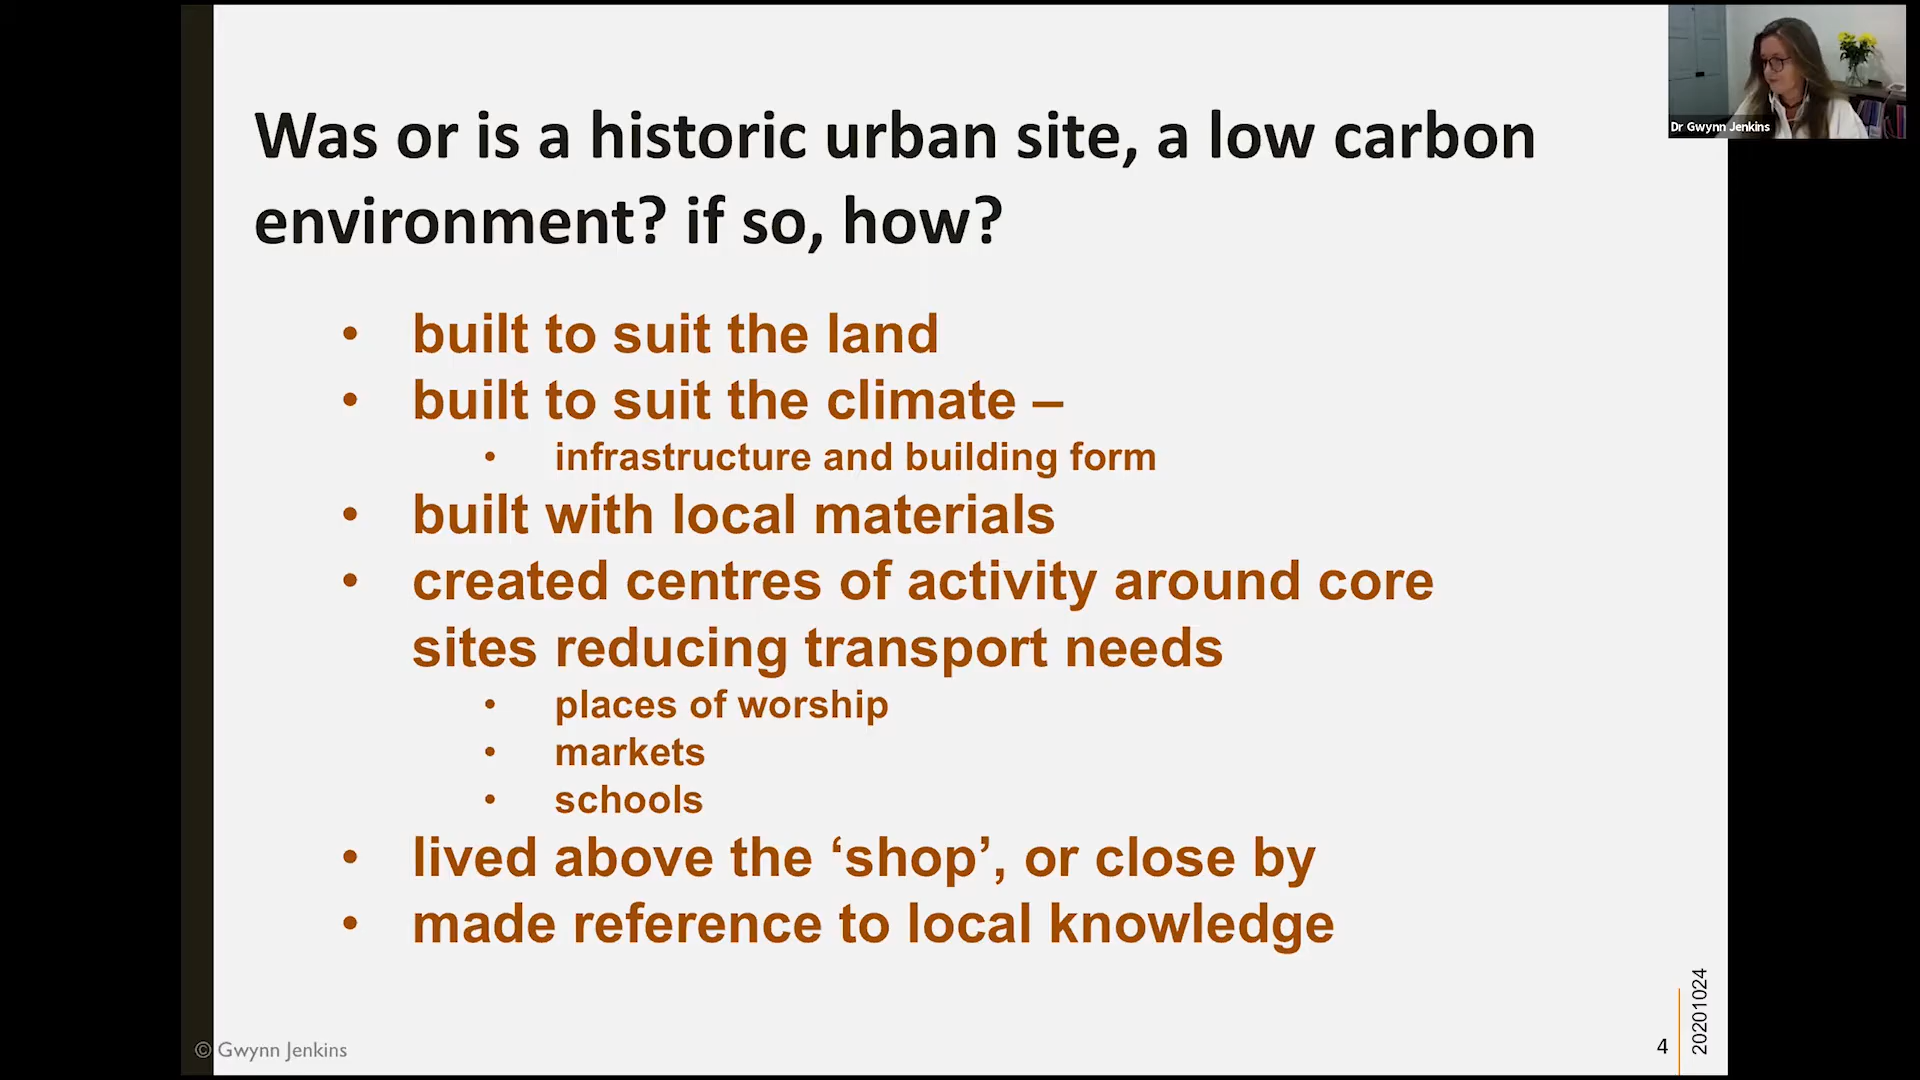 Was or is a historic urban site, a low carbon
environment? if so, how?
• built to suit the land
• built to suit the climate –
• infrastructure and building form
• built with local materials
• created centres of activity around core
sites reducing transport needs
• places of worship
• markets
• schools
• lived above the ‘shop’, or close by
• made reference to local knowledge
© Gwynn Jenkins
4
20201024
Dr Gwynn Jenkins